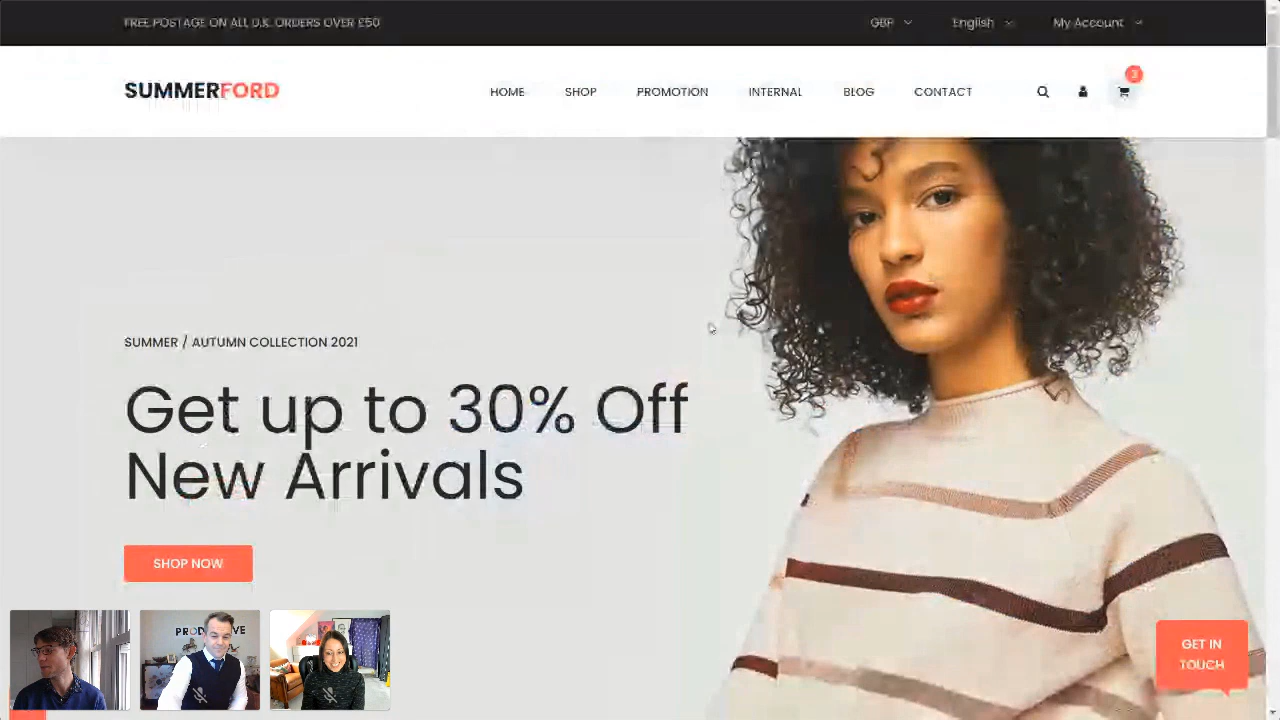 FREE POSTAGE ON ALL U.K. ORDERS OVER £50
GBP English My Account
SUMMERFORD
HOME SHOP PROMOTION INTERNAL BLOG CONTACT
SUMMER / AUTUMN COLLECTION 2021
Get up to 30% Off
New Arrivals
SHOP NOW
GET IN
TOUCH